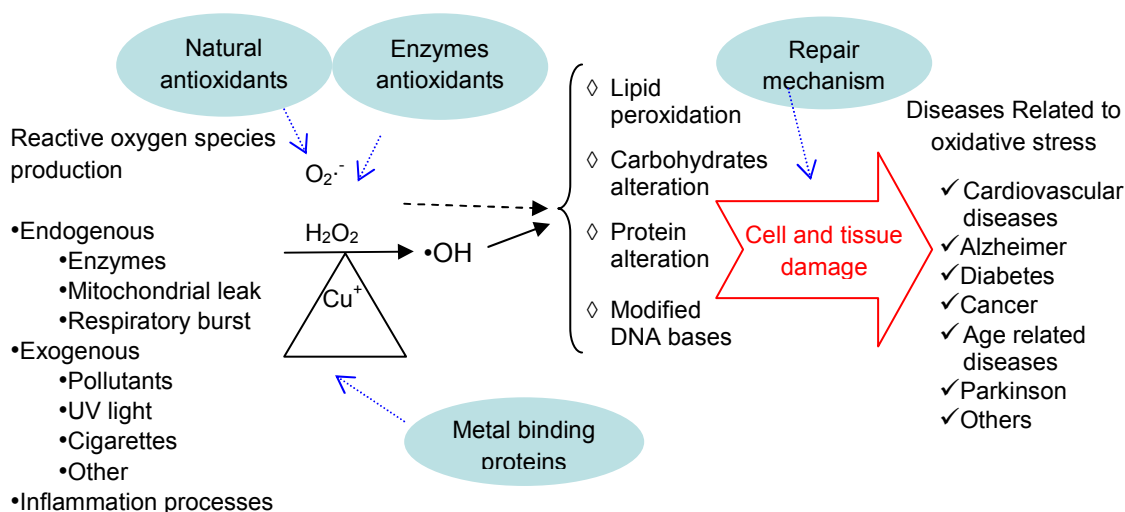 Natural
antioxidants
Enzymes
antioxidants
Repair
mechanism
Reactive oxygen species
production
O₂·⁻
H₂O₂
•OH
Cu⁺
•Endogenous
•Enzymes
•Mitochondrial leak
•Respiratory burst
•Exogenous
•Pollutants
•UV light
•Cigarettes
•Other
•Inflammation processes
Metal binding
proteins
◊ Lipid
peroxidation
◊ Carbohydrates
alteration
◊ Protein
alteration
◊ Modified
DNA bases
Cell and tissue
damage
Diseases Related to
oxidative stress
✓Cardiovascular
diseases
✓Alzheimer
✓Diabetes
✓Cancer
✓Age related
diseases
✓Parkinson
✓Others